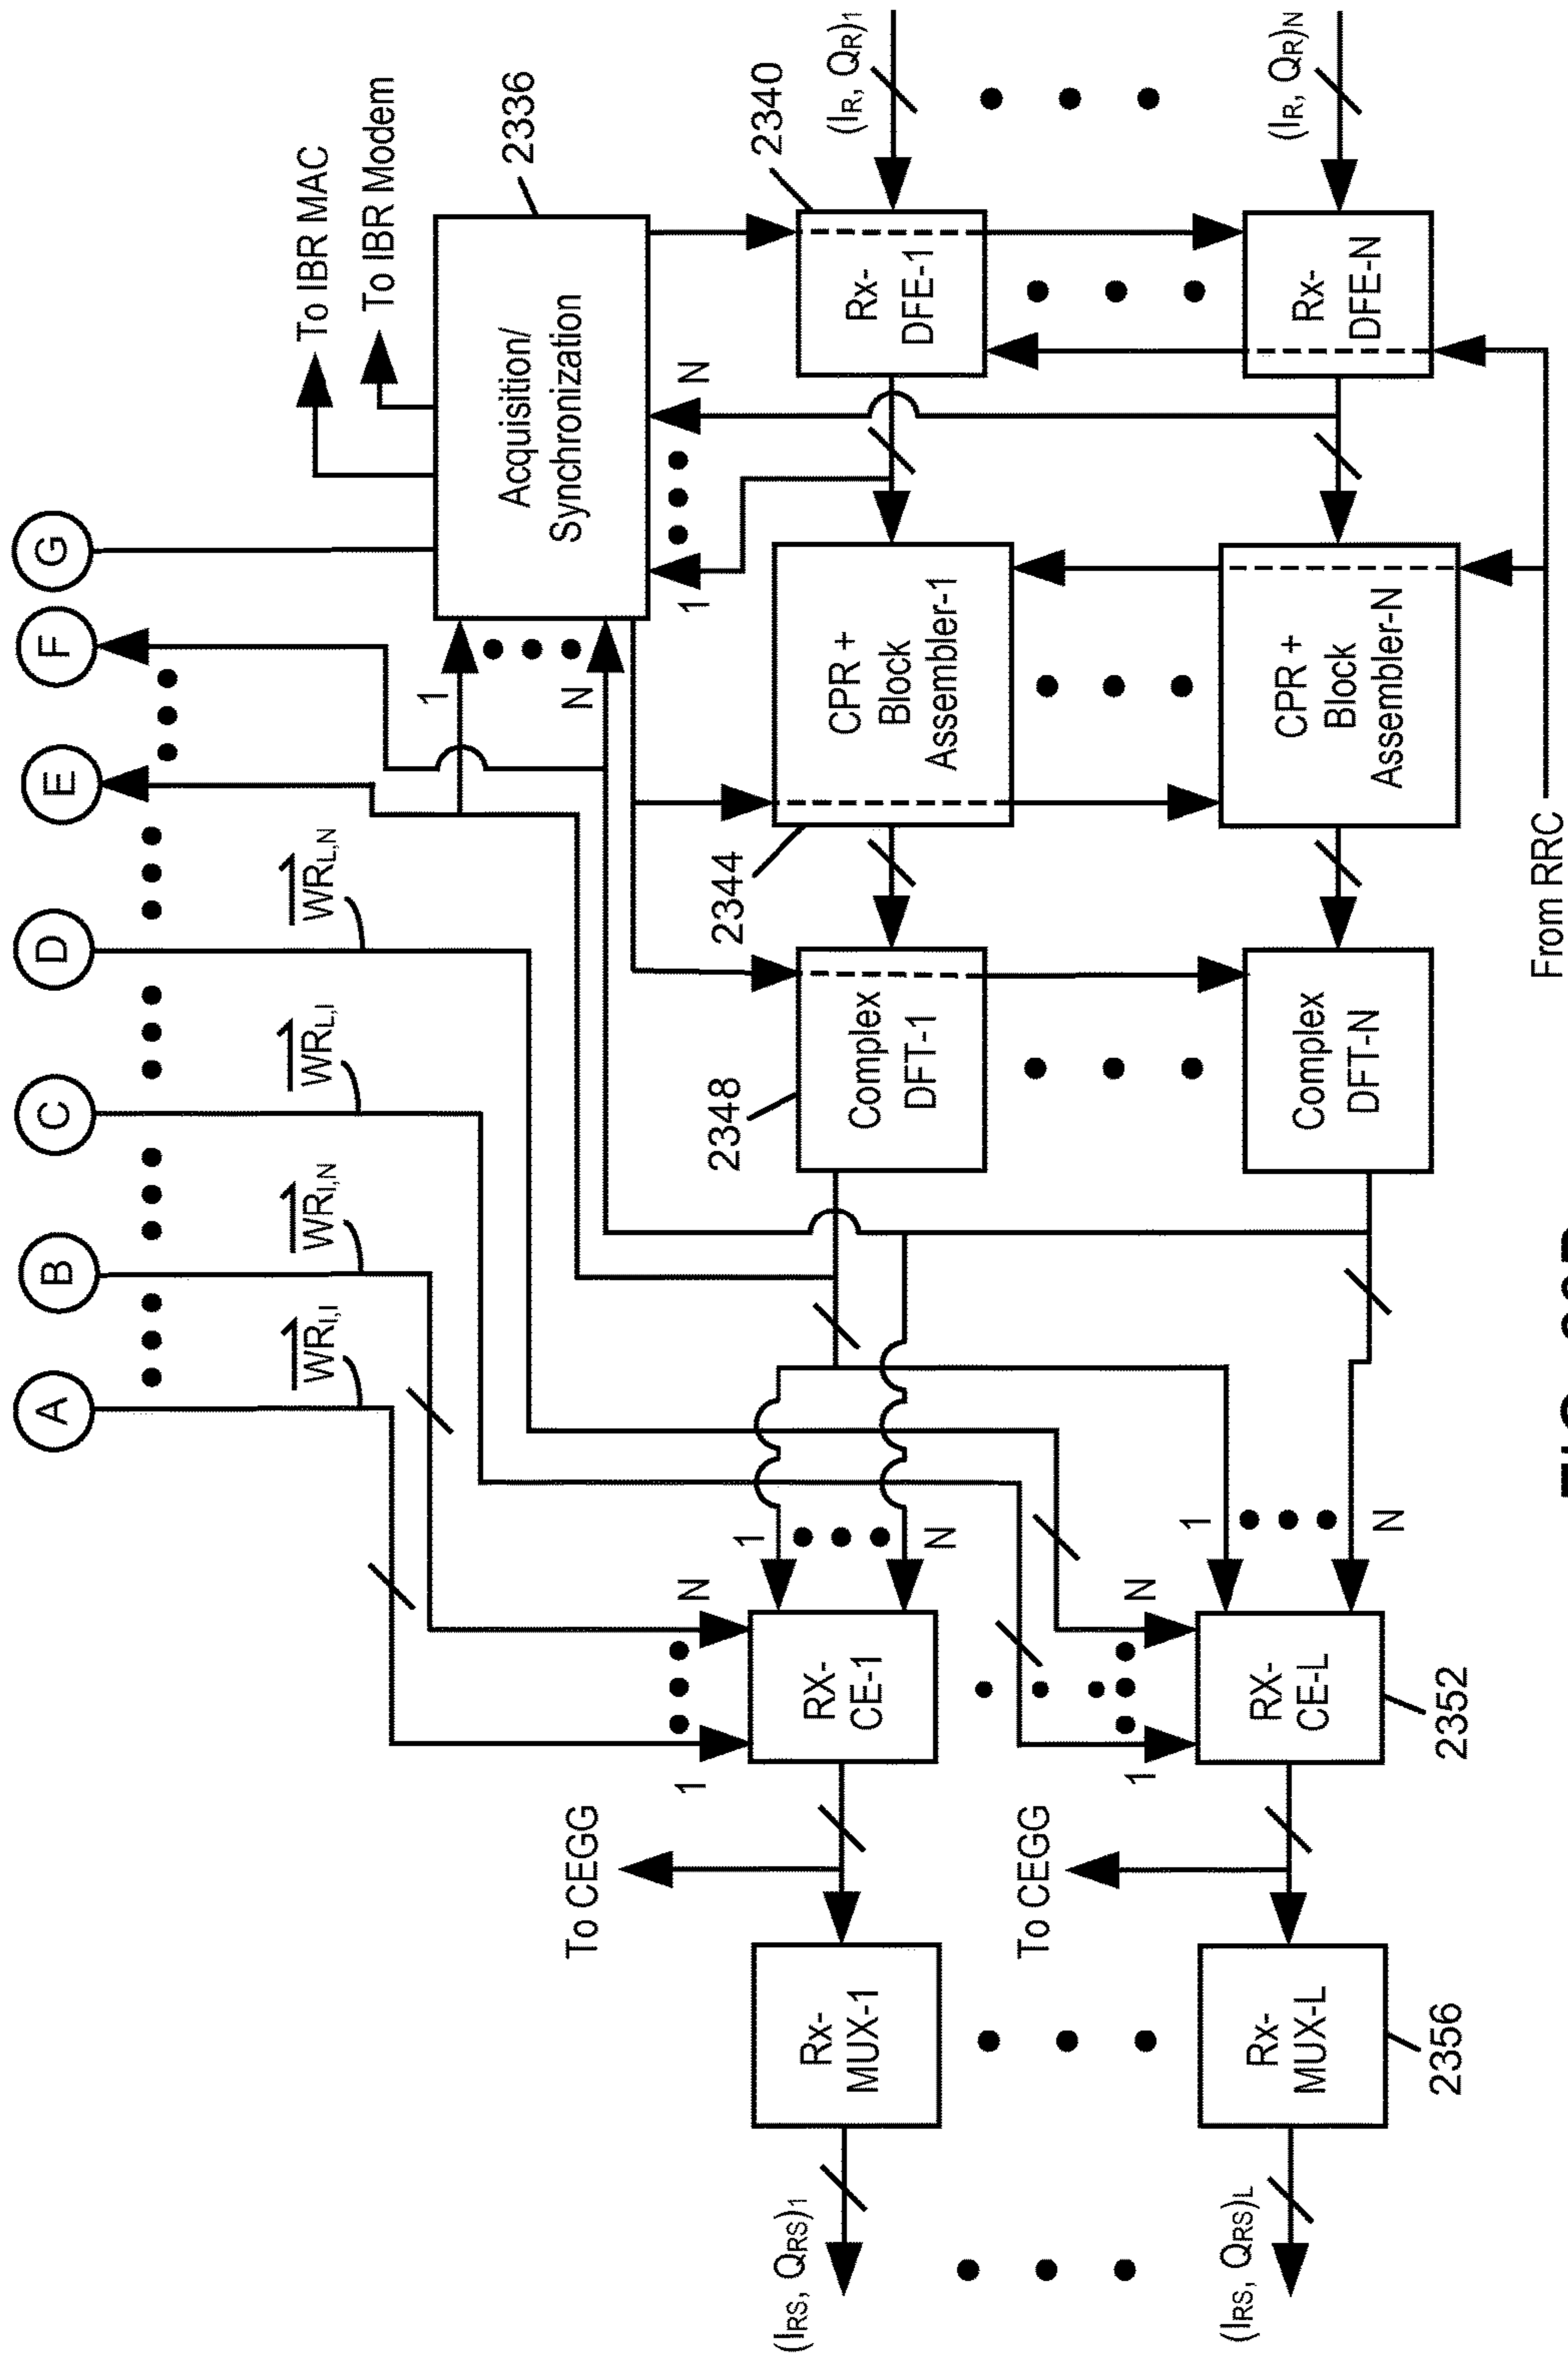 A
B
C
D
E
F
G
WRI,I
WRI,N
WRL,I
WRL,N
To IBR MAC
To IBR Modem
Acquisition/
Synchronization
2336
1
N
1
N
2340
(IR, QR)1
(IR, QR)N
Rx-
DFE-1
Rx-
DFE-N
2344
CPR +
Block
Assembler-1
CPR +
Block
Assembler-N
From RRC
2348
Complex
DFT-1
Complex
DFT-N
1
N
1
N
RX-
CE-1
1
N
1
N
RX-
CE-L
2352
To CEGG
To CEGG
Rx-
MUX-1
Rx-
MUX-L
2356
(IRS, QRS)1
(IRS, QRS)L